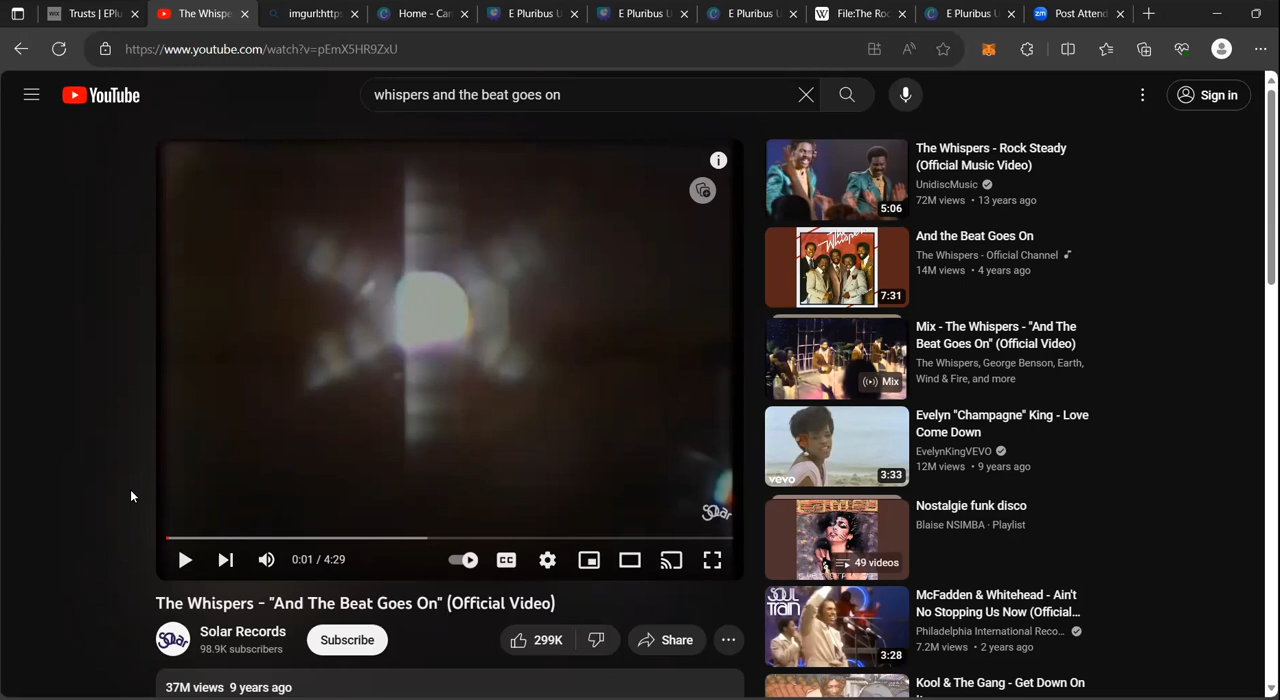 Trusts | EPlu
The Whispe
imgurl:https
Home - Car
E Pluribus U
E Pluribus U
E Pluribus U
File:The Roc
E Pluribus U
Post Attend
https://www.youtube.com/watch?v=pEmX5HR9ZxU
YouTube
whispers and the beat goes on
Sign in
Solar
0:01 / 4:29
CC
The Whispers - "And The Beat Goes On" (Official Video)
Solar
Solar Records
98.9K subscribers
Subscribe
299K
Share
37M views 9 years ago
5:06
The Whispers - Rock Steady
(Official Music Video)
UnidiscMusic
72M views • 13 years ago
7:31
And the Beat Goes On
The Whispers - Official Channel
14M views • 4 years ago
Mix
Mix - The Whispers - "And The
Beat Goes On" (Official Video)
The Whispers, George Benson, Earth,
Wind & Fire, and more
vevo
3:33
Evelyn "Champagne" King - Love
Come Down
EvelynKingVEVO
12M views • 9 years ago
49 videos
Nostalgie funk disco
Blaise NSIMBA · Playlist
SOUL
TRAIN
3:28
McFadden & Whitehead - Ain't
No Stopping Us Now (Official...
Philadelphia International Reco...
7.2M views • 2 years ago
Kool & The Gang - Get Down On